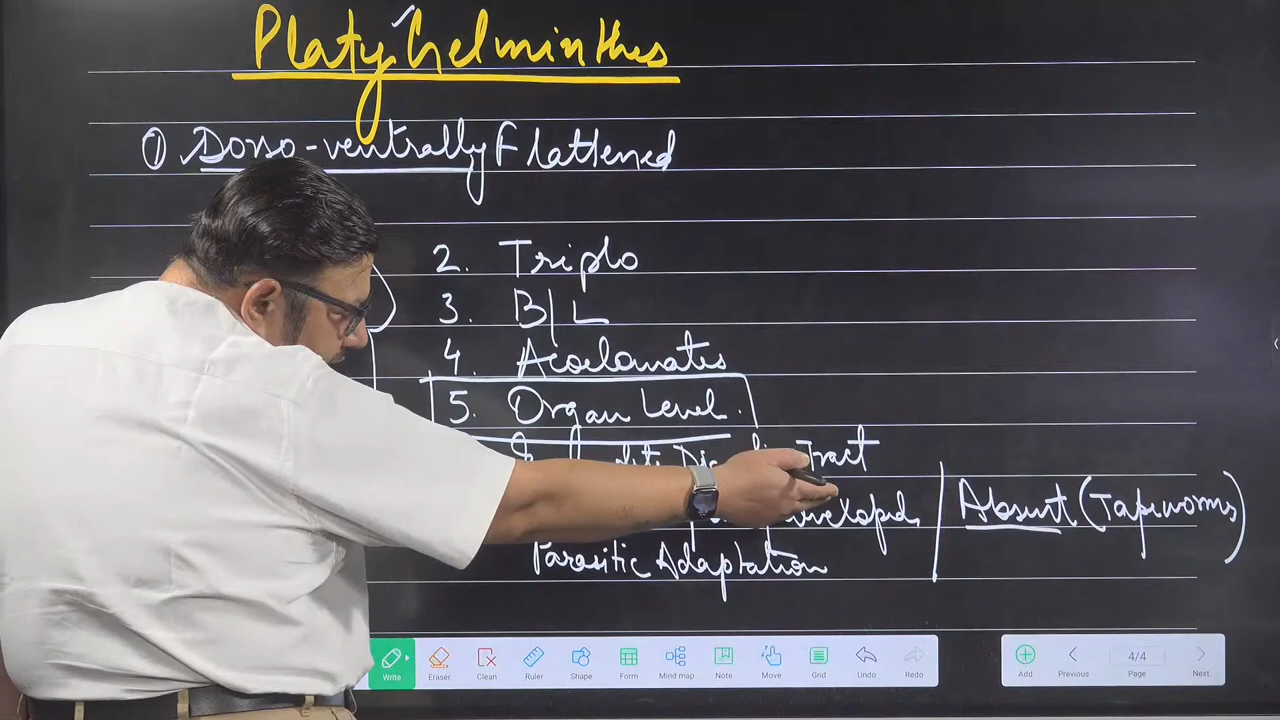 Platyhelminthes
① Dorso-ventrally Flattened
2. Triplo
3. B/L
4. Acoelomates
5. Organ Level.
Tract
Absent (Tapeworms)
Parasitic Adaptation
Write Eraser Clean Ruler Shape Form Mind map Note Move Grid Undo Redo
Add Previous 4/4 Page Next